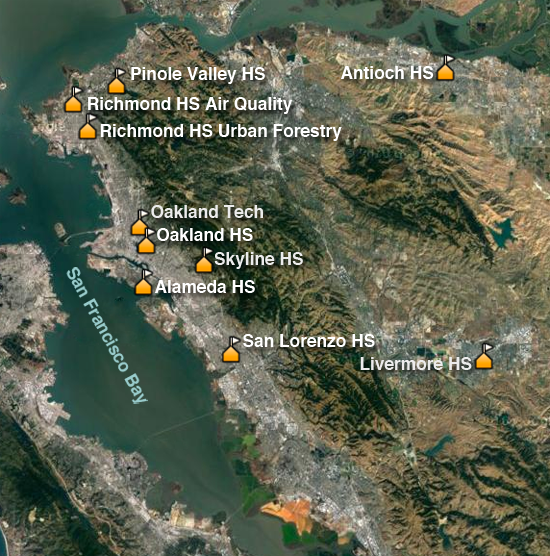 Pinole Valley HS
Antioch HS
Richmond HS Air Quality
Richmond HS Urban Forestry
Oakland Tech
Oakland HS
Skyline HS
Alameda HS
San Francisco Bay
San Lorenzo HS
Livermore HS